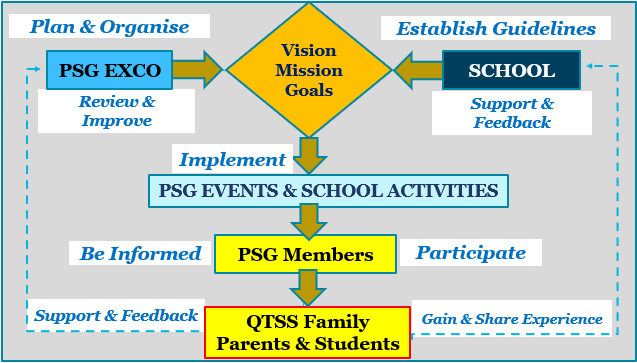 Plan & Organise
Establish Guidelines
Vision
Mission
Goals
PSG EXCO
SCHOOL
Review &
Improve
Support &
Feedback
Implement
PSG EVENTS & SCHOOL ACTIVITIES
Be Informed
PSG Members
Participate
Support & Feedback
QTSS Family
Parents & Students
Gain & Share Experience